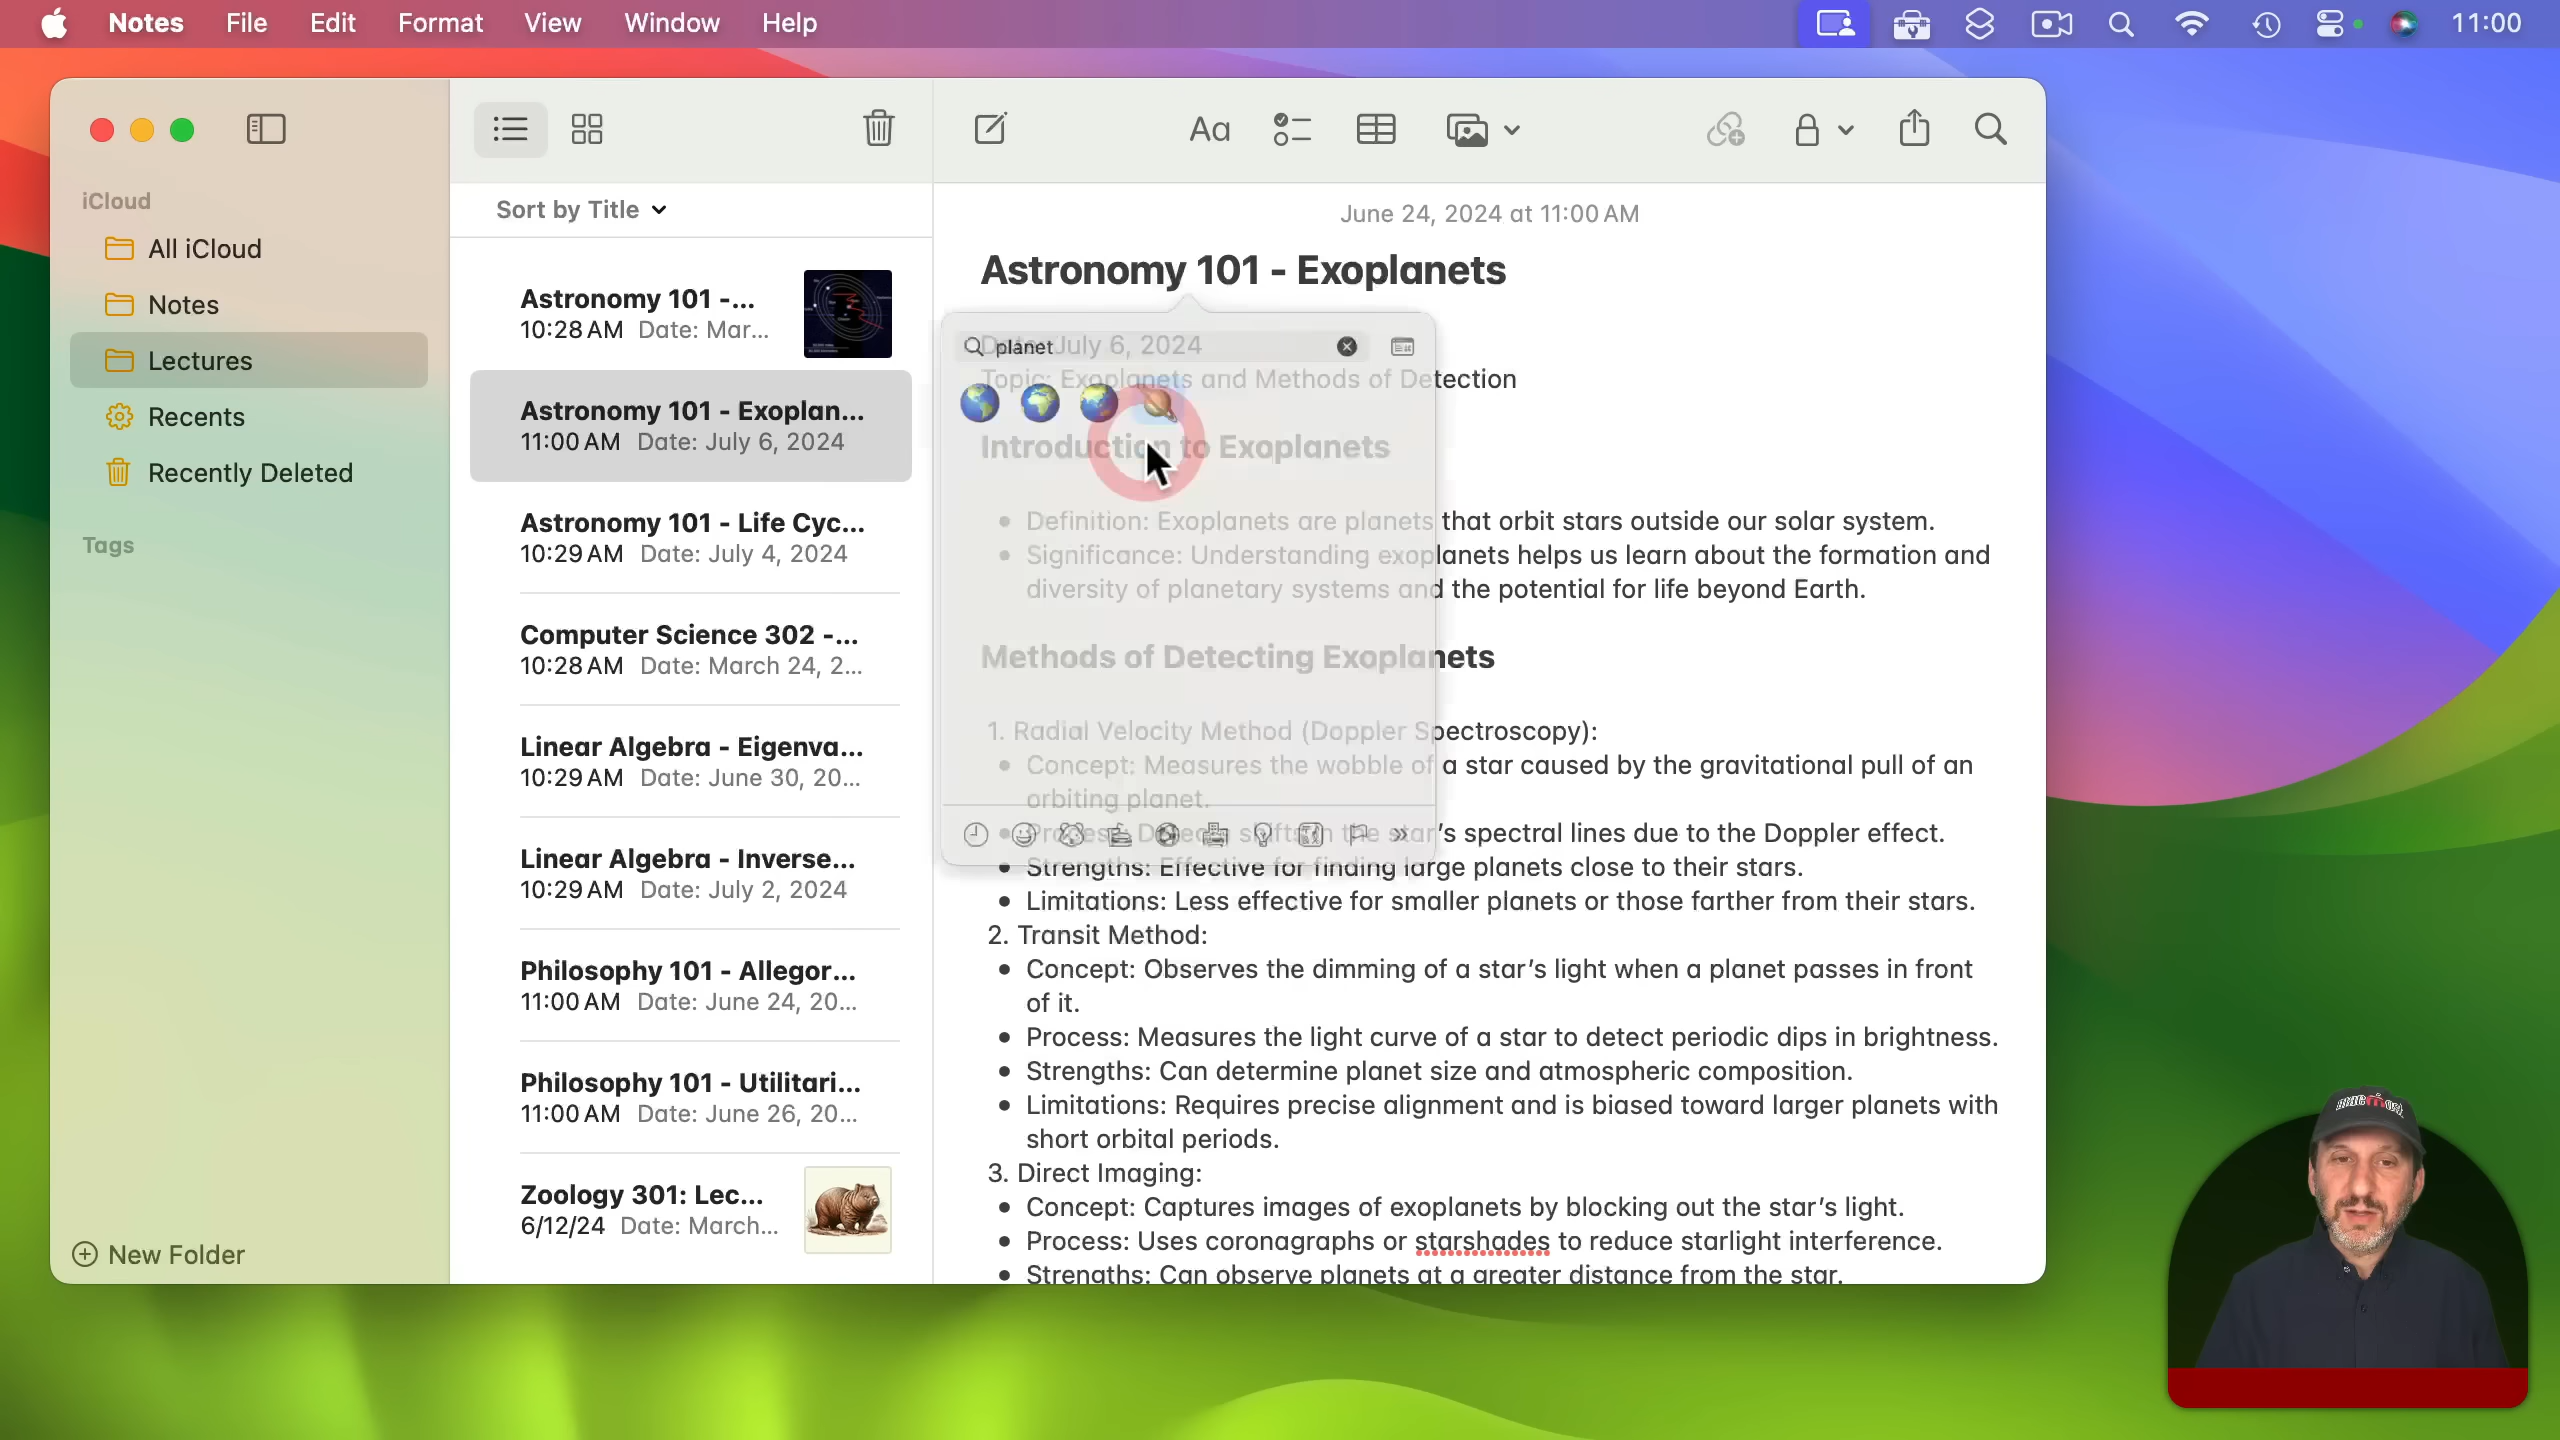 Notes File Edit Format View Window Help 11:00
iCloud
All iCloud
Notes
Lectures
Recents
Recently Deleted
Tags
New Folder
Sort by Title
Astronomy 101 -...
10:28 AM Date: Mar...
Astronomy 101 - Exoplan...
11:00 AM Date: July 6, 2024
Astronomy 101 - Life Cyc...
10:29 AM Date: July 4, 2024
Computer Science 302 -...
10:28 AM Date: March 24, 2...
Linear Algebra - Eigenva...
10:29 AM Date: June 30, 20...
Linear Algebra - Inverse...
10:29 AM Date: July 2, 2024
Philosophy 101 - Allegor...
11:00 AM Date: June 24, 20...
Philosophy 101 - Utilitari...
11:00 AM Date: June 26, 20...
Zoology 301: Lec...
6/12/24 Date: March...
Aa
June 24, 2024 at 11:00 AM
Astronomy 101 - Exoplanets
planet
Date: July 6, 2024
Topic: Exoplanets and Methods of Detection
Introduction to Exoplanets
• Definition: Exoplanets are planets that orbit stars outside our solar system.
• Significance: Understanding exoplanets helps us learn about the formation and
diversity of planetary systems and the potential for life beyond Earth.
Methods of Detecting Exoplanets
1. Radial Velocity Method (Doppler Spectroscopy):
• Concept: Measures the wobble of a star caused by the gravitational pull of an
orbiting planet.
• Process: Detects shifts in the star's spectral lines due to the Doppler effect.
• Strengths: Effective for finding large planets close to their stars.
• Limitations: Less effective for smaller planets or those farther from their stars.
2. Transit Method:
• Concept: Observes the dimming of a star's light when a planet passes in front
of it.
• Process: Measures the light curve of a star to detect periodic dips in brightness.
• Strengths: Can determine planet size and atmospheric composition.
• Limitations: Requires precise alignment and is biased toward larger planets with
short orbital periods.
3. Direct Imaging:
• Concept: Captures images of exoplanets by blocking out the star's light.
• Process: Uses coronagraphs or starshades to reduce starlight interference.
• Strengths: Can observe planets at a greater distance from the star.
macmost